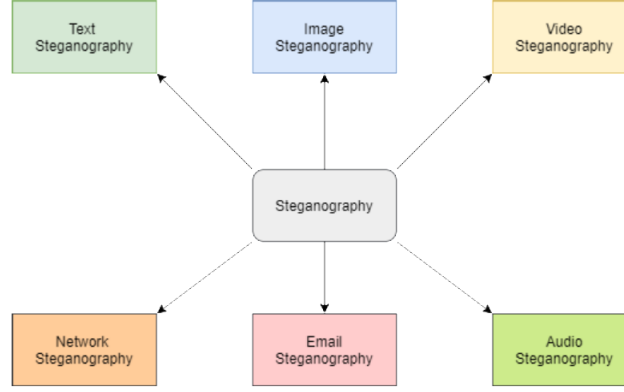 Text
Steganography
Image
Steganography
Video
Steganography
Steganography
Network
Steganography
Email
Steganography
Audio
Steganography